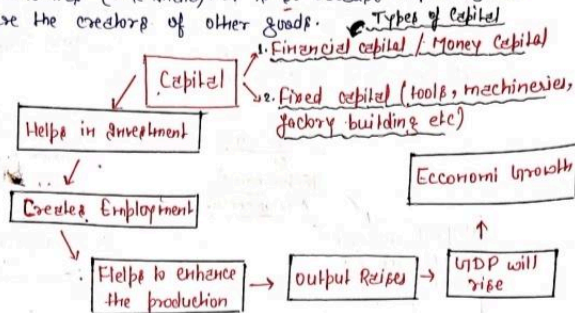 re the creators of other goods.
Types of Capital
Capital
1. Financial capital / Money Capital
2. Fixed capital (tools, machineries,
factory building etc)
Helps in Investment
Creates Employment
Helps to enhance
the production
Output Raises
GDP will
rise
Ecconomi Growth